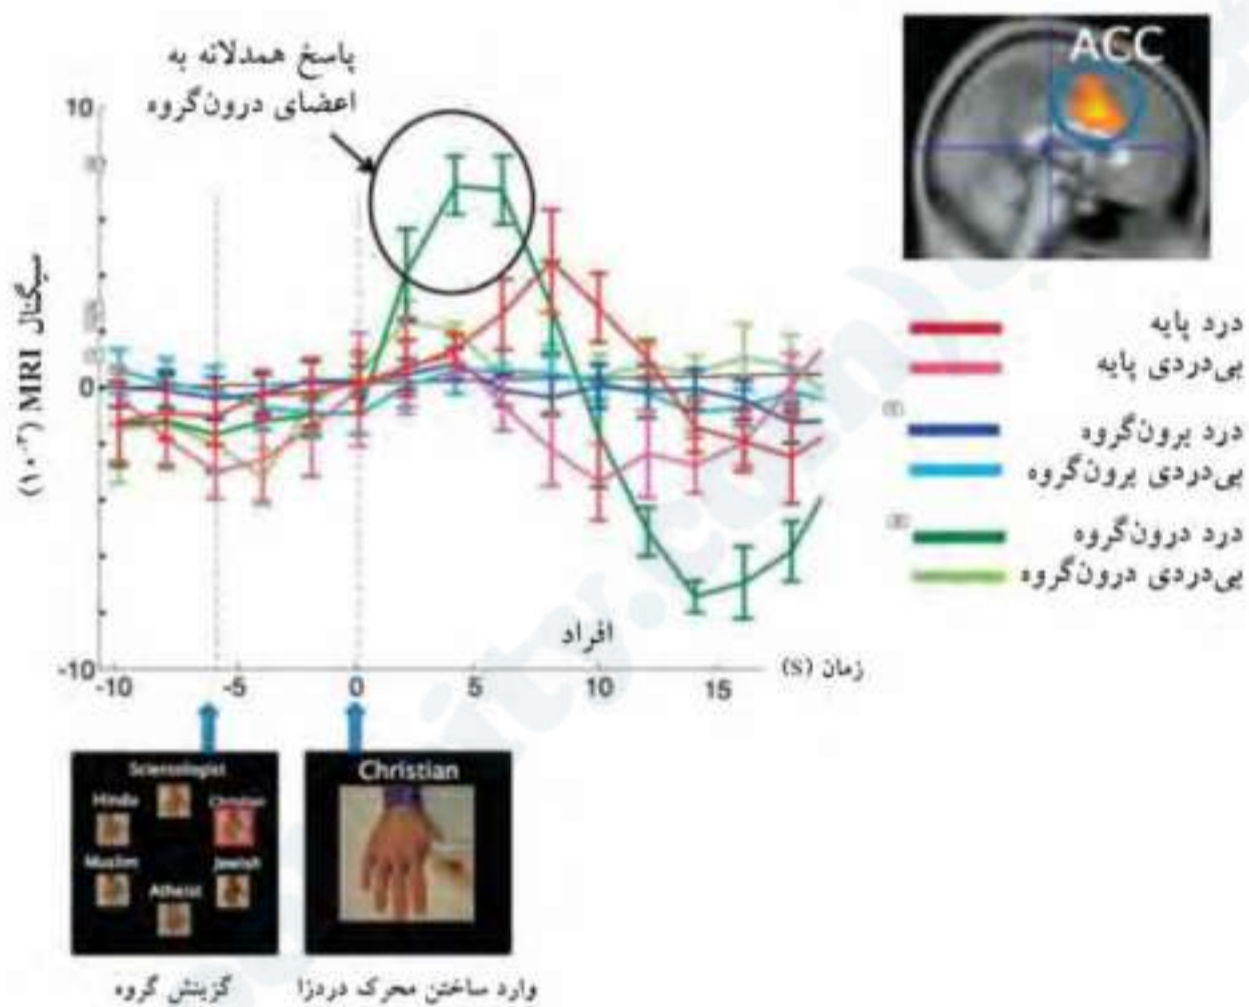 پاسخ همدلانه به
اعضای درون‌گروه
ACC
10
0
-10
سیگنال MRI (۱۰-۳)
درد پایه
بی‌دردی پایه
درد برون‌گروه
بی‌دردی برون‌گروه
درد درون‌گروه
بی‌دردی درون‌گروه
افراد
زمان (s)
-10
-5
0
5
10
15
Scientologist
Hindu
Christian
Muslim
Jewish
Atheist
Christian
گزینش گروه
وارد ساختن محرک دردزا